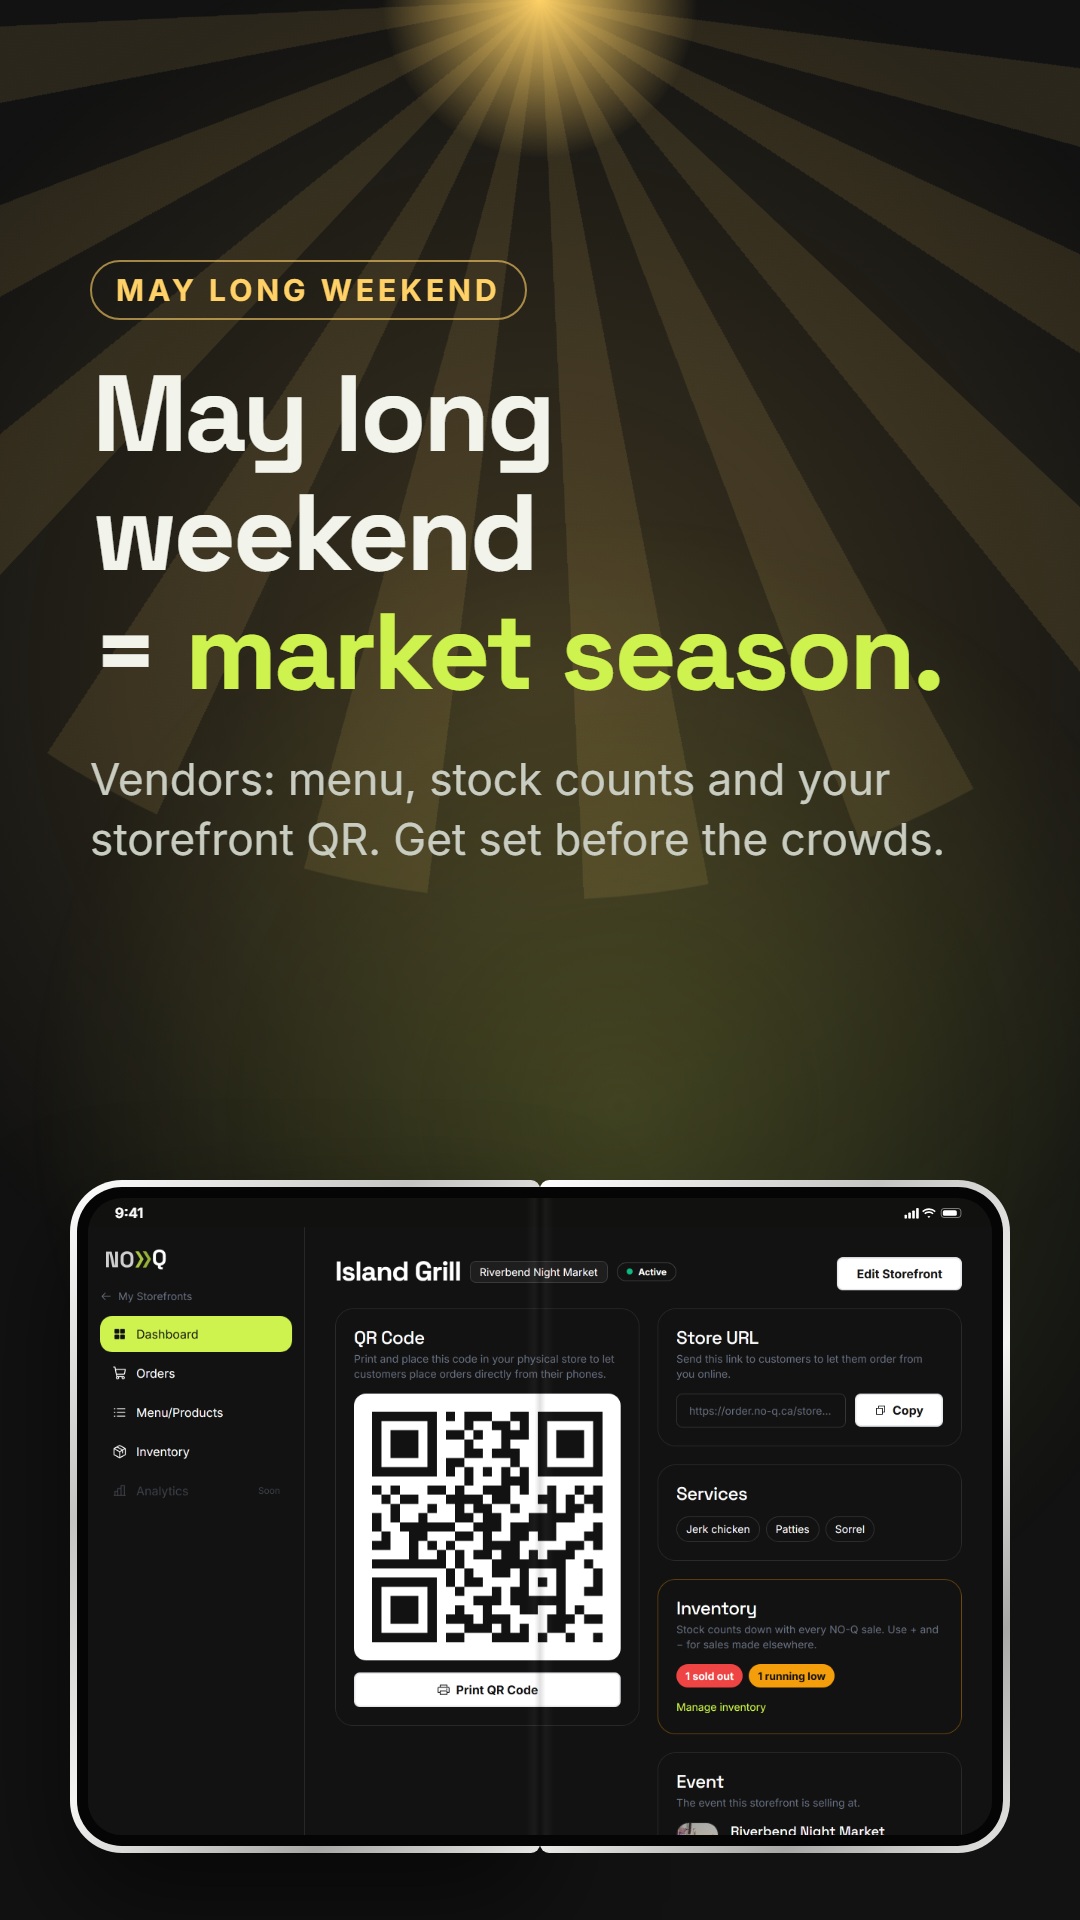 MAY LONG WEEKEND
May long
weekend
= market season.
Vendors: menu, stock counts and your
storefront QR. Get set before the crowds.
9:41
NO»Q
← My Storefronts
Dashboard
Orders
Menu/Products
Inventory
Analytics Soon
Island Grill Riverbend Night Market Active
Edit Storefront
QR Code
Print and place this code in your physical store to let
customers place orders directly from their phones.
Print QR Code
Store URL
Send this link to customers to let them order from
you online.
https://order.no-q.ca/store...
Copy
Services
Jerk chicken Patties Sorrel
Inventory
Stock counts down with every NO-Q sale. Use + and
− for sales made elsewhere.
1 sold out 1 running low
Manage inventory
Event
The event this storefront is selling at.
Riverbend Night Market